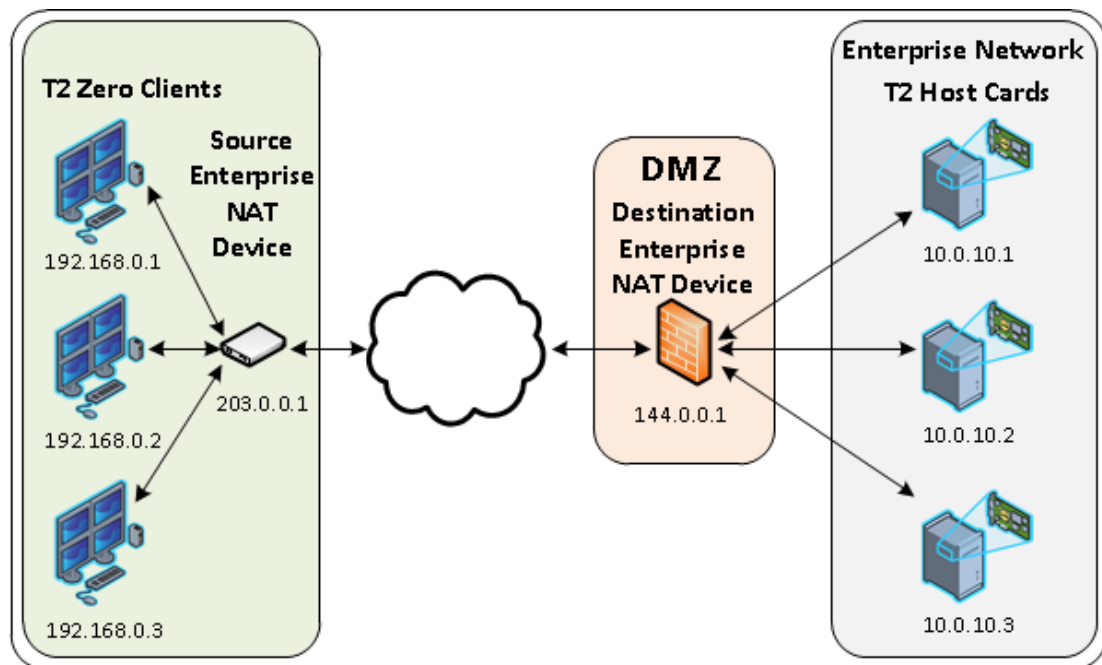 T2 Zero Clients
Source
Enterprise
NAT
Device
192.168.0.1
192.168.0.2
192.168.0.3
203.0.0.1
DMZ
Destination
Enterprise
NAT Device
144.0.0.1
Enterprise Network
T2 Host Cards
10.0.10.1
10.0.10.2
10.0.10.3